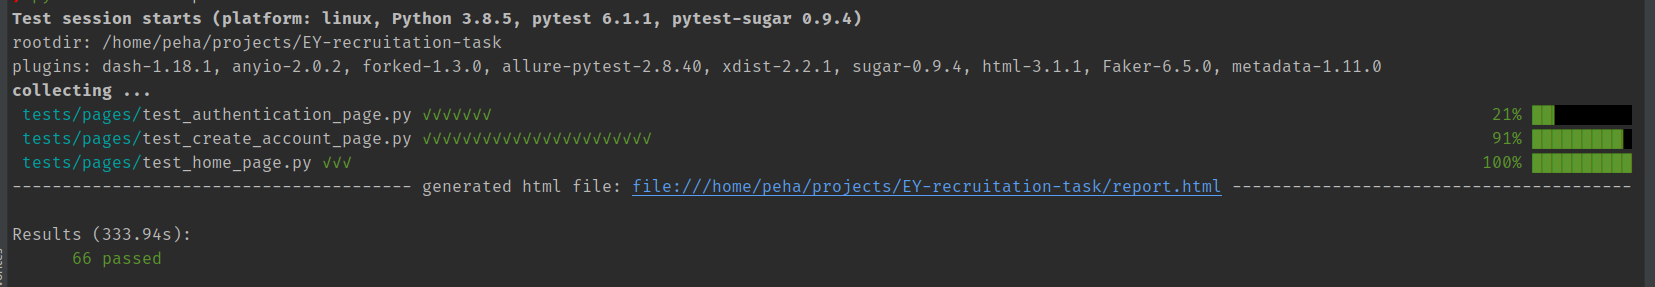 Test session starts (platform: linux, Python 3.8.5, pytest 6.1.1, pytest-sugar 0.9.4)
rootdir: /home/peha/projects/EY-recruitation-task
plugins: dash-1.18.1, anyio-2.0.2, forked-1.3.0, allure-pytest-2.8.40, xdist-2.2.1, sugar-0.9.4, html-3.1.1, Faker-6.5.0, metadata-1.11.0
collecting ...
tests/pages/test_authentication_page.py √√√√√√√ 21%
tests/pages/test_create_account_page.py √√√√√√√√√√√√√√√√√√√√√√√ 91%
tests/pages/test_home_page.py √√√ 100%
---------------------------------------- generated html file: file:///home/peha/projects/EY-recruitation-task/report.html ----------------------------------------
Results (333.94s):
66 passed